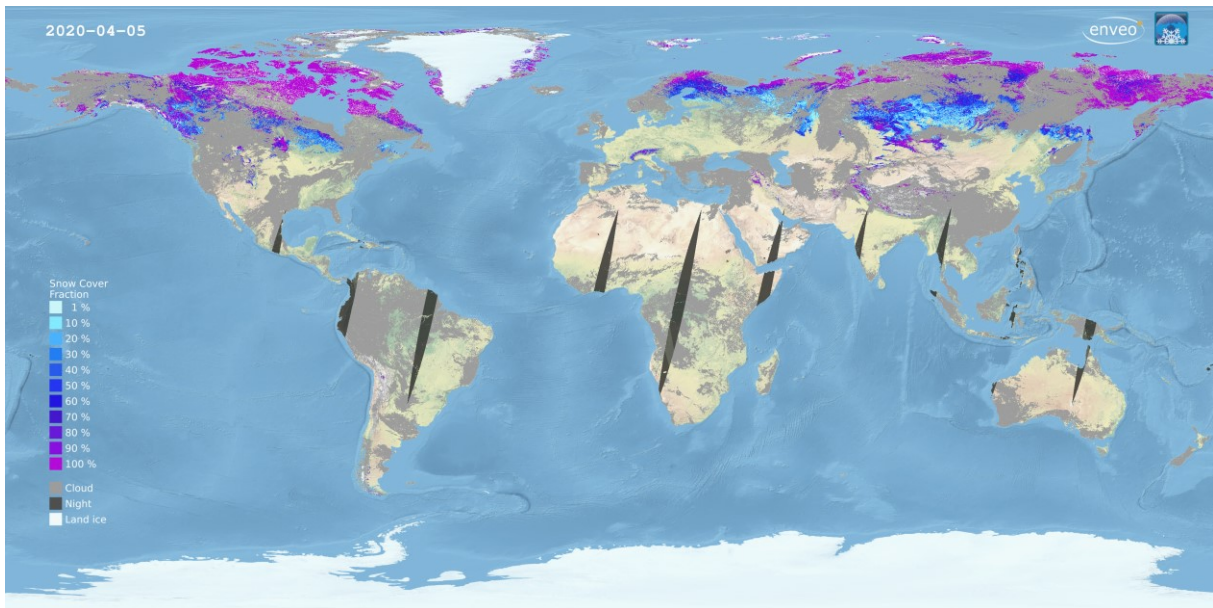 2020-04-05
enveo
Snow Cover
Fraction
1 %
10 %
20 %
30 %
40 %
50 %
60 %
70 %
80 %
90 %
100 %
Cloud
Night
Land ice